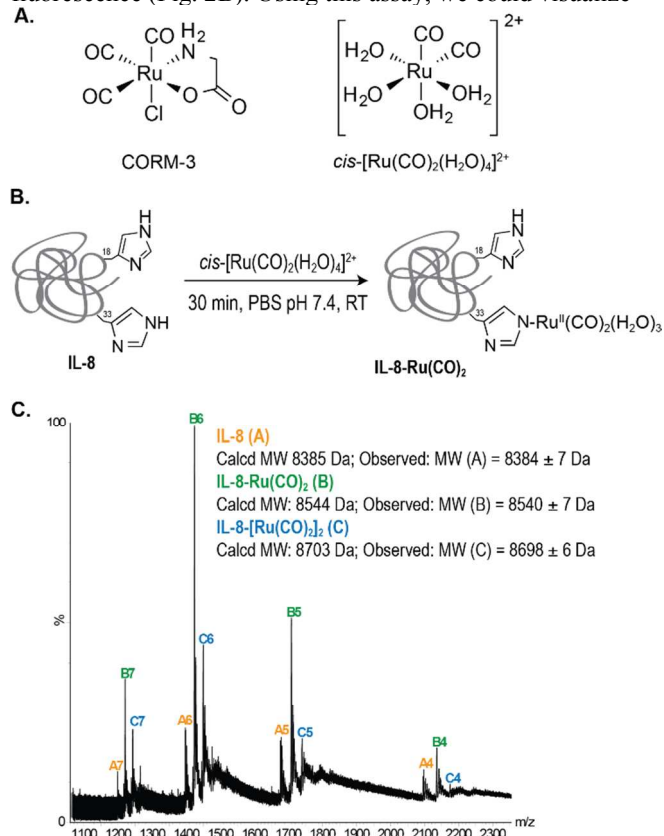 fluorescence (Fig. 2B). Using this assay, we could visualize
A.
CO
H2
N
OC
Ru
OC
O
O
Cl
CORM-3
2+
CO
H2O
CO
Ru
H2O
OH2
OH2
cis-[Ru(CO)2(H2O)4]2+
B.
H
N
18
N
33
NH
N
IL-8
cis-[Ru(CO)2(H2O)4]2+
30 min, PBS pH 7.4, RT
H
N
18
N
33
N-RuII(CO)2(H2O)3
N
IL-8-Ru(CO)2
C.
100
%
0
IL-8 (A)
Calcd MW 8385 Da; Observed: MW (A) = 8384 ± 7 Da
IL-8-Ru(CO)2 (B)
Calcd MW: 8544 Da; Observed: MW (B) = 8540 ± 7 Da
IL-8-[Ru(CO)2]2 (C)
Calcd MW: 8703 Da; Observed: MW (C) = 8698 ± 6 Da
A7
B7
C7
A6
B6
C6
A5
B5
C5
A4
B4
C4
1100 1200 1300 1400 1500 1600 1700 1800 1900 2000 2100 2200 2300 m/z